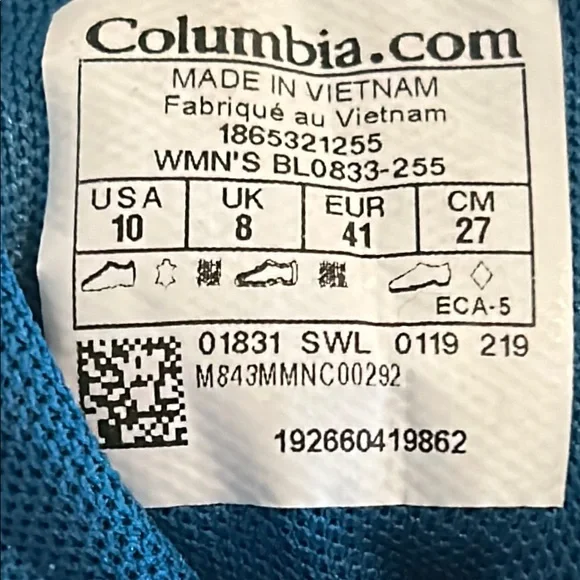 Columbia.com
MADE IN VIETNAM
Fabriqué au Vietnam
1865321255
WMN'S BL0833-255
USA UK EUR CM
10 8 41 27
ECA-5
01831 SWL 0119 219
M843MMNC00292
192660419862